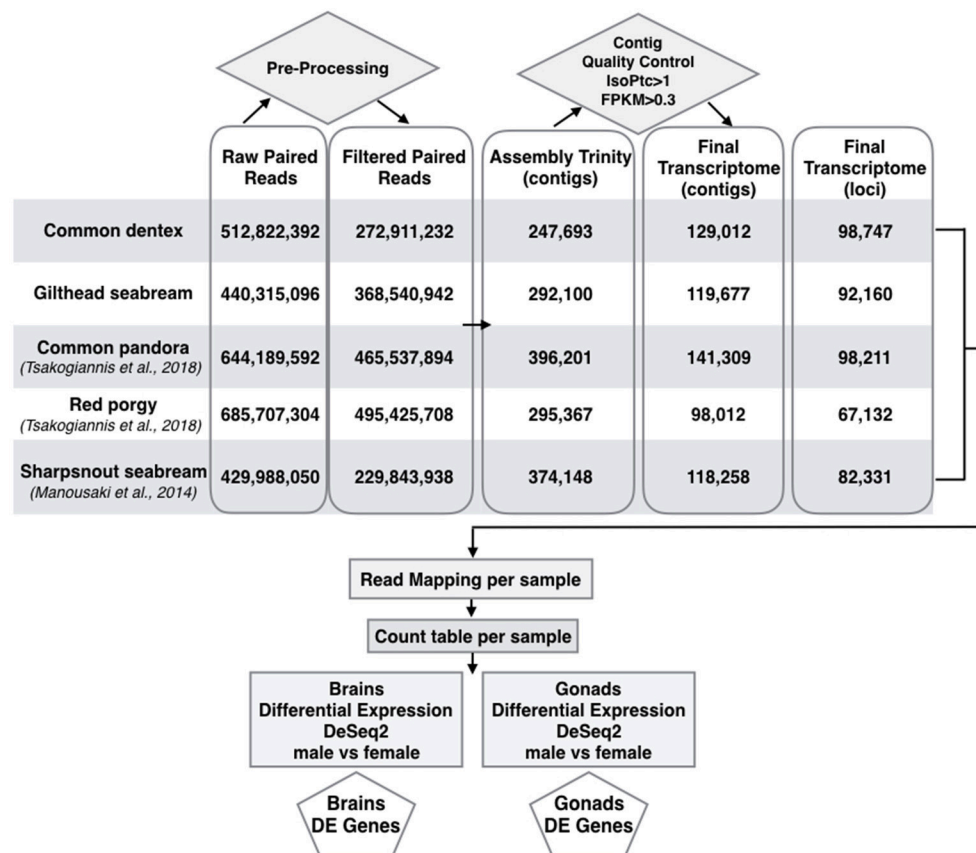 Pre-Processing
Contig
Quality Control
IsoPtc>1
FPKM>0.3
Raw Paired
Reads
Filtered Paired
Reads
Assembly Trinity
(contigs)
Final
Transcriptome
(contigs)
Final
Transcriptome
(loci)
Common dentex 512,822,392 272,911,232 247,693 129,012 98,747
Gilthead seabream 440,315,096 368,540,942 292,100 119,677 92,160
Common pandora 644,189,592 465,537,894 396,201 141,309 98,211
(Tsakogiannis et al., 2018)
Red porgy 685,707,304 495,425,708 295,367 98,012 67,132
(Tsakogiannis et al., 2018)
Sharpsnout seabream 429,988,050 229,843,938 374,148 118,258 82,331
(Manousaki et al., 2014)
Read Mapping per sample
Count table per sample
Brains
Differential Expression
DeSeq2
male vs female
Gonads
Differential Expression
DeSeq2
male vs female
Brains
DE Genes
Gonads
DE Genes